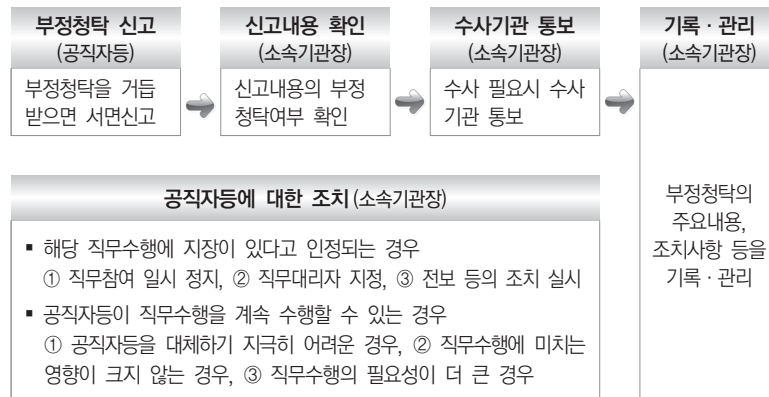 부정청탁 신고
(공직자등)
부정청탁을 거듭
받으면 서면신고
신고내용 확인
(소속기관장)
신고내용의 부정
청탁여부 확인
수사기관 통보
(소속기관장)
수사 필요시 수사
기관 통보
기록 · 관리
(소속기관장)
부정청탁의
주요내용,
조치사항 등을
기록 · 관리
공직자등에 대한 조치(소속기관장)
▪ 해당 직무수행에 지장이 있다고 인정되는 경우
① 직무참여 일시 정지, ② 직무대리자 지정, ③ 전보 등의 조치 실시
▪ 공직자등이 직무수행을 계속 수행할 수 있는 경우
① 공직자등을 대체하기 지극히 어려운 경우, ② 직무수행에 미치는
영향이 크지 않는 경우, ③ 직무수행의 필요성이 더 큰 경우